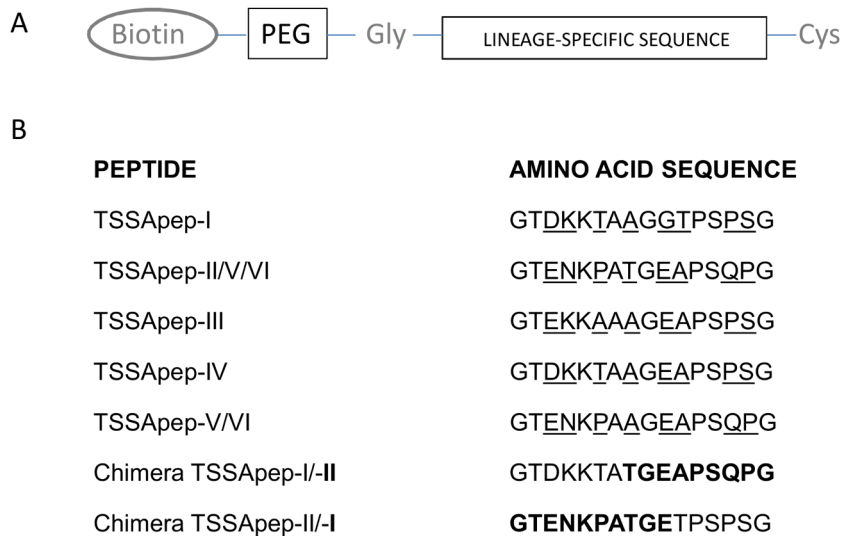 A
Biotin PEG Gly LINEAGE-SPECIFIC SEQUENCE Cys
B
PEPTIDE AMINO ACID SEQUENCE
TSSApep-I GTDKKTAAGGTPSPSG
TSSApep-II/V/VI GTENKPATGEAPSQPG
TSSApep-III GTEKKAAAGEAPSPSG
TSSApep-IV GTDKKTAAGEAPSPSG
TSSApep-V/VI GTENKPAAGEAPSQPG
Chimera TSSApep-I/-II GTDKKTATGEAPSQPG
Chimera TSSApep-II/-I GTENKPATGETPSPSG